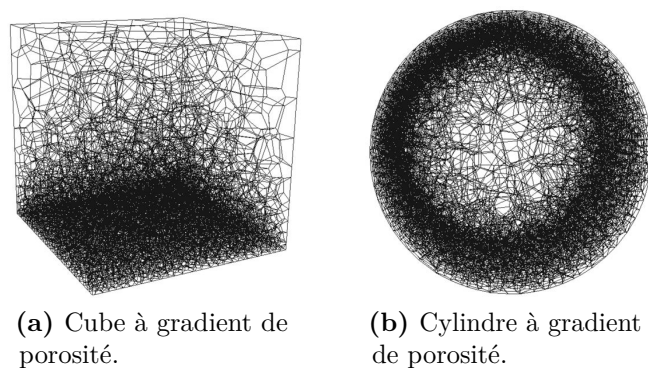 (a) Cube à gradient de
porosité.
(b) Cylindre à gradient
de porosité.